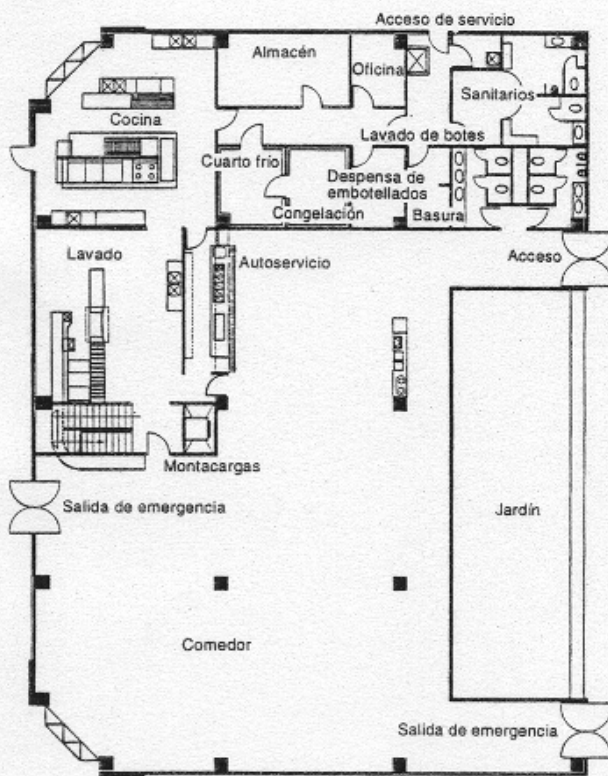 Acceso de servicio
Almacén
Oficina
Sanitarios
Cocina
Lavado de botes
Cuarto frío
Despensa de
embotellados
Congelación
Basura
Lavado
Autoservicio
Acceso
Montacargas
Salida de emergencia
Jardín
Comedor
Salida de emergencia